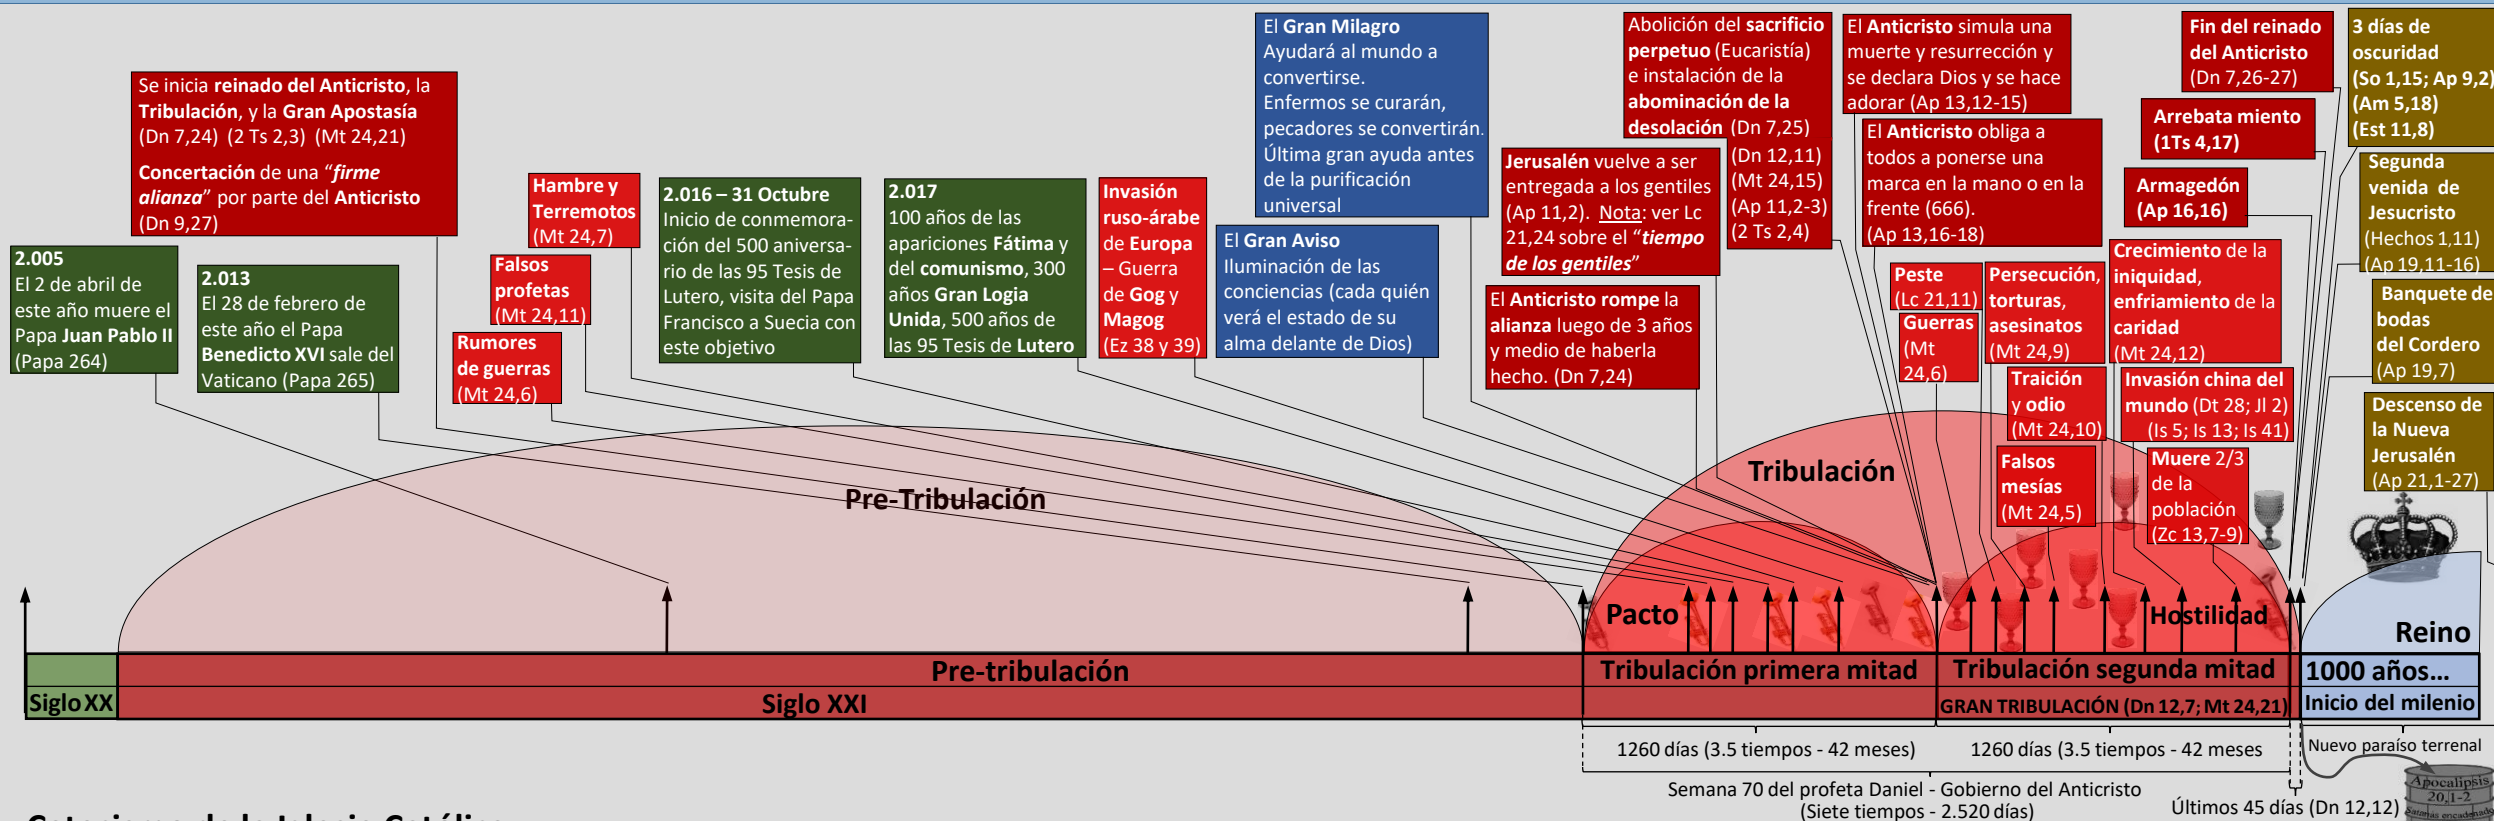 2.005
El 2 de abril de
este año muere el
Papa Juan Pablo II
(Papa 264)
Se inicia reinado del Anticristo, la
Tribulación, y la Gran Apostasía
(Dn 7,24) (2 Ts 2,3) (Mt 24,21)
Concertación de una “firme
alianza” por parte del Anticristo
(Dn 9,27)
2.013
El 28 de febrero de
este año el Papa
Benedicto XVI sale del
Vaticano (Papa 265)
Rumores
de guerras
(Mt 24,6)
Falsos
profetas
(Mt 24,11)
Hambre y
Terremotos
(Mt 24,7)
2.016 – 31 Octubre
Inicio de conmemora-
ción del 500 aniversa-
rio de las 95 Tesis de
Lutero, visita del Papa
Francisco a Suecia con
este objetivo
2.017
100 años de las
apariciones Fátima y
del comunismo, 300
años Gran Logia
Unida, 500 años de
las 95 Tesis de Lutero
Invasión
ruso-árabe
de Europa
– Guerra
de Gog y
Magog
(Ez 38 y 39)
El Gran Milagro
Ayudará al mundo a
convertirse.
Enfermos se curarán,
pecadores se convertirán.
Última gran ayuda antes
de la purificación
universal
El Gran Aviso
Iluminación de las
conciencias (cada quién
verá el estado de su
alma delante de Dios)
Jerusalén vuelve a ser
entregada a los gentiles
(Ap 11,2). Nota: ver Lc
21,24 sobre el “tiempo
de los gentiles”
El Anticristo rompe la
alianza luego de 3 años
y medio de haberla
hecho. (Dn 7,24)
Abolición del sacrificio
perpetuo (Eucaristía)
e instalación de la
abominación de la
desolación (Dn 7,25)
(Dn 12,11)
(Mt 24,15)
(Ap 11,2-3)
(2 Ts 2,4)
El Anticristo simula una
muerte y resurrección y
se declara Dios y se hace
adorar (Ap 13,12-15)
El Anticristo obliga a
todos a ponerse una
marca en la mano o en la
frente (666).
(Ap 13,16-18)
Peste
(Lc 21,11)
Guerras
(Mt
24,6)
Persecución,
torturas,
asesinatos
(Mt 24,9)
Traición
y odio
(Mt 24,10)
Falsos
mesías
(Mt 24,5)
Crecimiento de la
iniquidad,
enfriamiento de la
caridad
(Mt 24,12)
Invasión china del
mundo (Dt 28; Jl 2)
(Is 5; Is 13; Is 41)
Muere 2/3
de la
población
(Zc 13,7-9)
Fin del reinado
del Anticristo
(Dn 7,26-27)
Arrebata miento
(1Ts 4,17)
Armagedón
(Ap 16,16)
3 días de
oscuridad
(So 1,15; Ap 9,2)
(Am 5,18)
(Est 11,8)
Segunda
venida de
Jesucristo
(Hechos 1,11)
(Ap 19,11-16)
Banquete de
bodas
del Cordero
(Ap 19,7)
Descenso de
la Nueva
Jerusalén
(Ap 21,1-27)
Pre-Tribulación
Tribulación
Pacto
Hostilidad
Reino
Pre-tribulación
Tribulación primera mitad
Tribulación segunda mitad
1000 años...
Siglo XX
Siglo XXI
GRAN TRIBULACIÓN (Dn 12,7; Mt 24,21)
Inicio del milenio
1260 días (3.5 tiempos - 42 meses)
1260 días (3.5 tiempos - 42 meses
Nuevo paraíso terrenal
Semana 70 del profeta Daniel - Gobierno del Anticristo
(Siete tiempos - 2.520 días)
Últimos 45 días (Dn 12,12)
Apocalipsis
20,1-2
Satanás encadenado